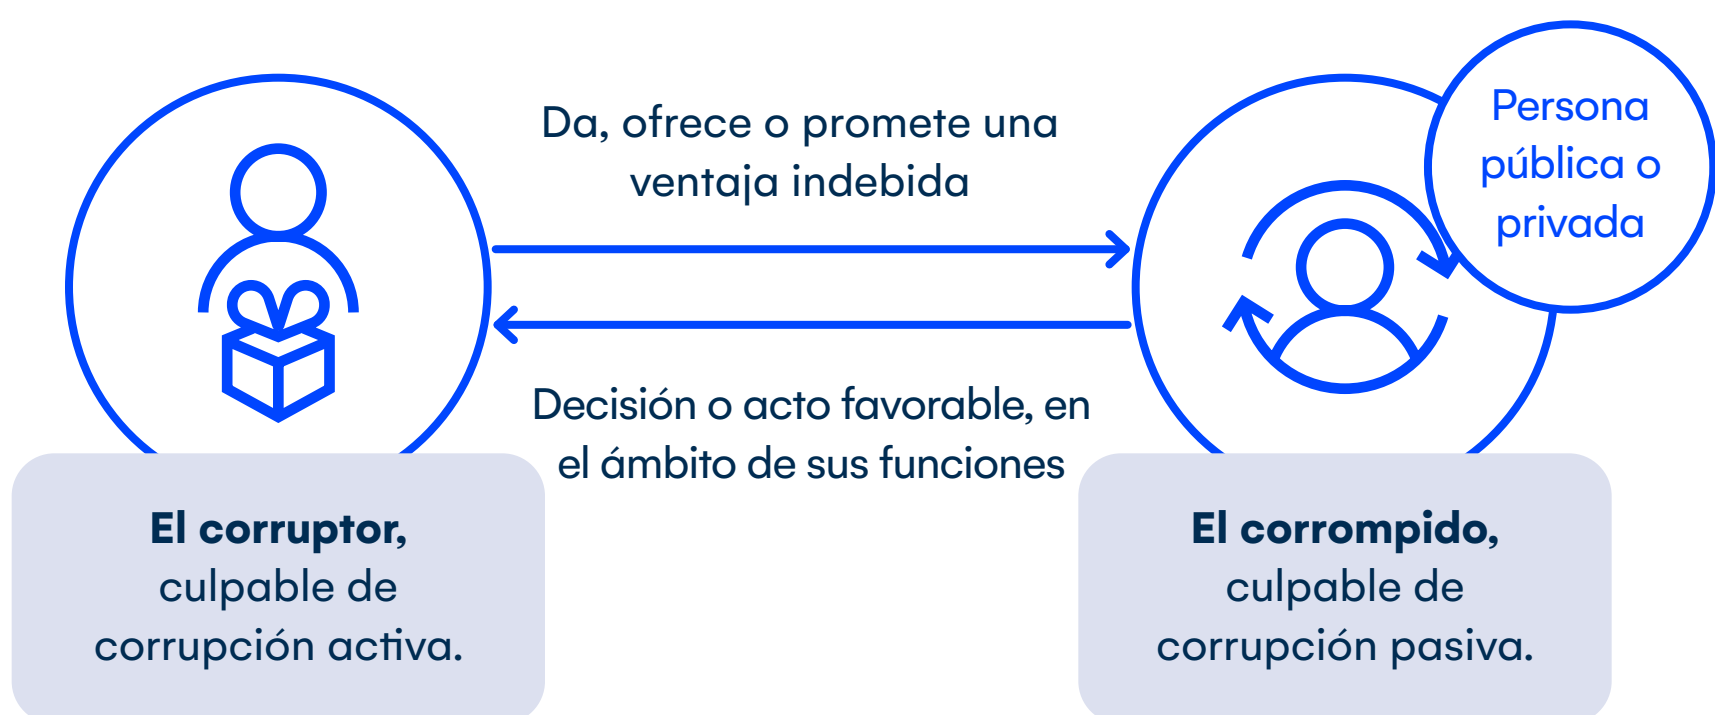 Da, ofrece o promete una
ventaja indebida
Persona
pública o
privada
Decisión o acto favorable, en
el ámbito de sus funciones
El corruptor,
culpable de
corrupción activa.
El corrompido,
culpable de
corrupción pasiva.